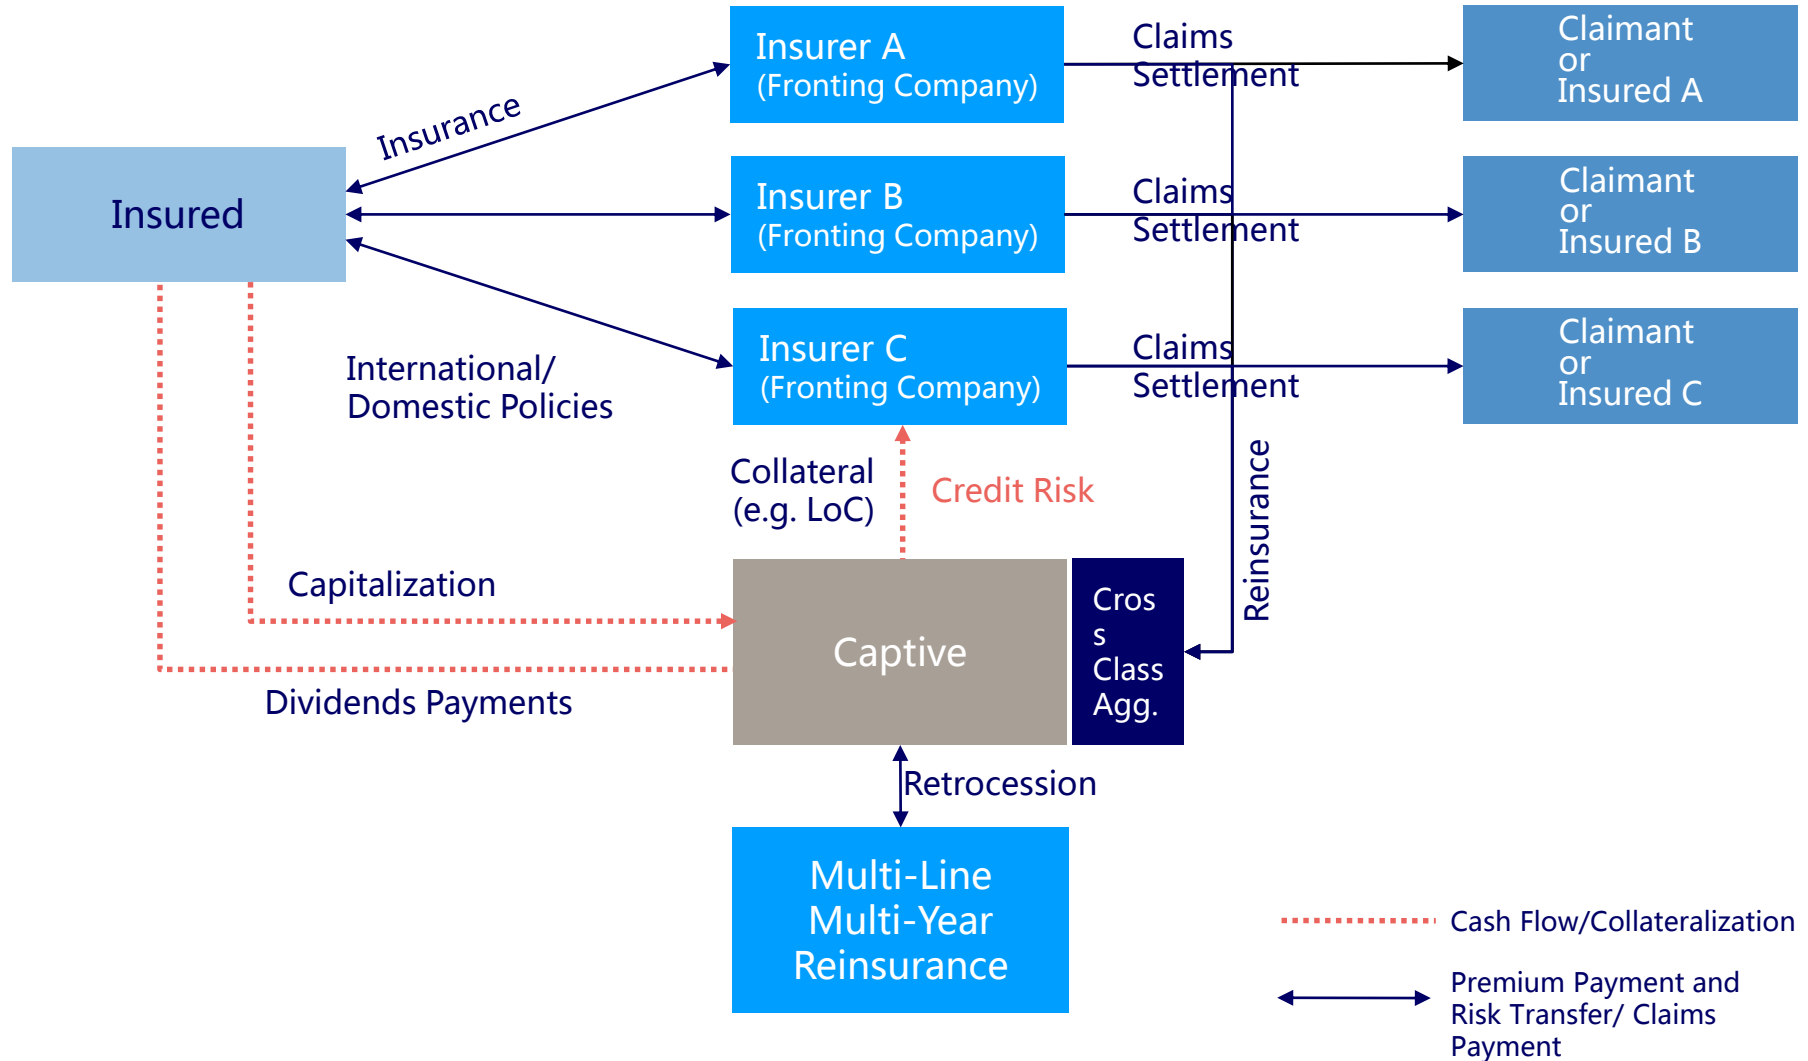 Insurer A
(Fronting Company)
Claims
Settlement
Claimant
or
Insured A
Insurance
Insured
Insurer B
(Fronting Company)
Claims
Settlement
Claimant
or
Insured B
International/
Domestic Policies
Insurer C
(Fronting Company)
Claims
Settlement
Claimant
or
Insured C
Collateral
(e.g. LoC)
Credit Risk
Reinsurance
Capitalization
Captive
Cros
s
Class
Agg.
Dividends Payments
Retrocession
Multi-Line
Multi-Year
Reinsurance
Cash Flow/Collateralization
Premium Payment and
Risk Transfer/ Claims
Payment